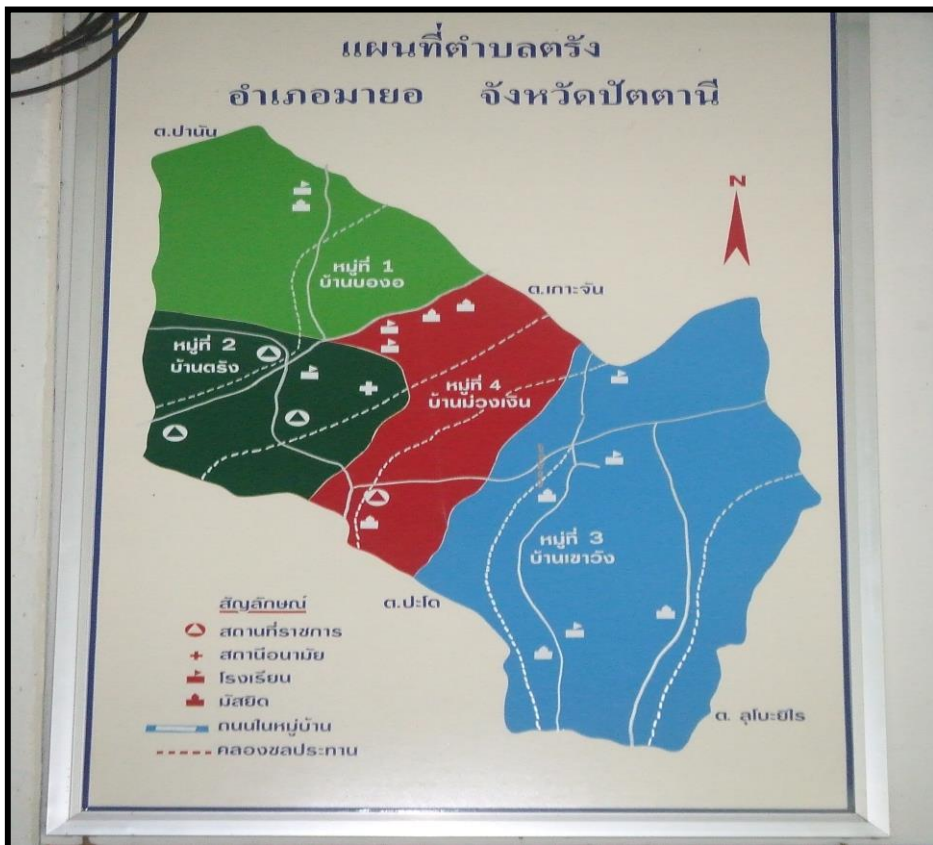 แผนที่ตำบลตรัง
อำเภอมายอ จังหวัดปัตตานี
ต.ปานัน
N
หมู่ที่ 1
บ้านบองอ
ต.เกาะจัน
หมู่ที่ 2
บ้านตรัง
หมู่ที่ 4
บ้านม่วงเงิน
หมู่ที่ 3
บ้านเขาวัง
ต.ปะโด
สัญลักษณ์
สถานที่ราชการ
สถานีอนามัย
โรงเรียน
มัสยิด
ถนนในหมู่บ้าน
คลองชลประทาน
ต. ลุโบะยิไร